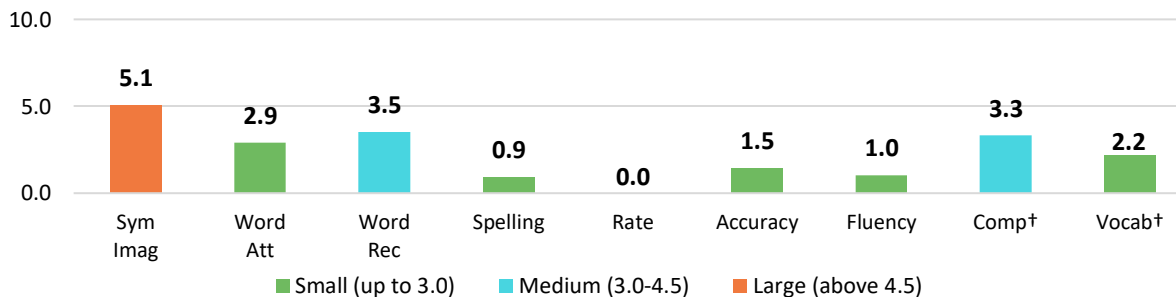 10.0
5.1
2.9
3.5
0.9
0.0
1.5
1.0
3.3
2.2
5.0
0.0
Sym Imag
Word Att
Word Rec
Spelling
Rate
Accuracy
Fluency
Comp†
Vocab†
Small (up to 3.0)
Medium (3.0-4.5)
Large (above 4.5)